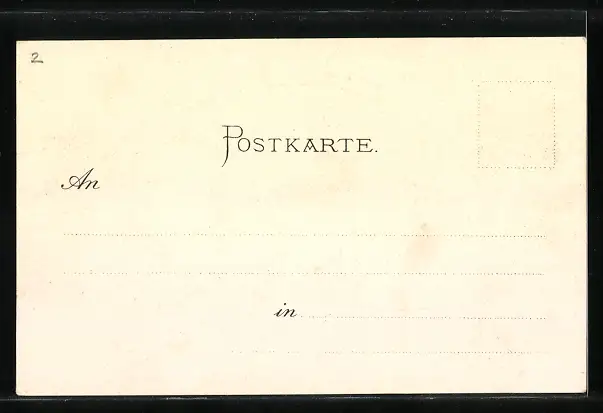 2
POSTKARTE.
An
in